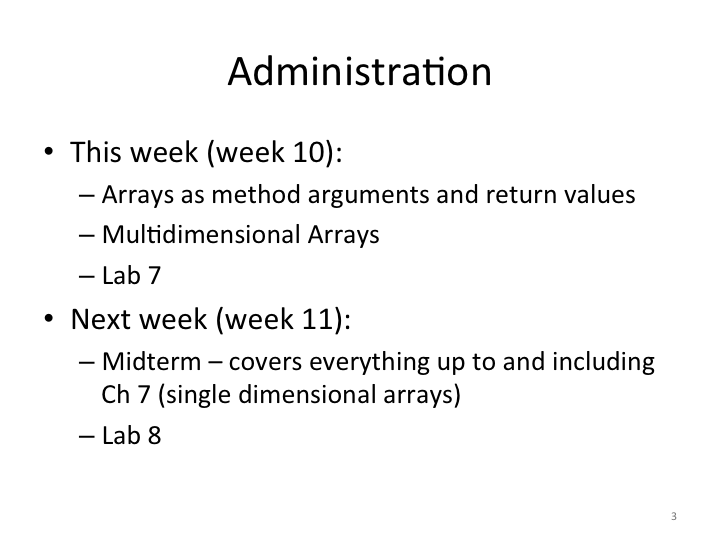 Administration
• This week (week 10):
– Arrays as method arguments and return values
– Multidimensional Arrays
– Lab 7
• Next week (week 11):
– Midterm – covers everything up to and including
Ch 7 (single dimensional arrays)
– Lab 8
3